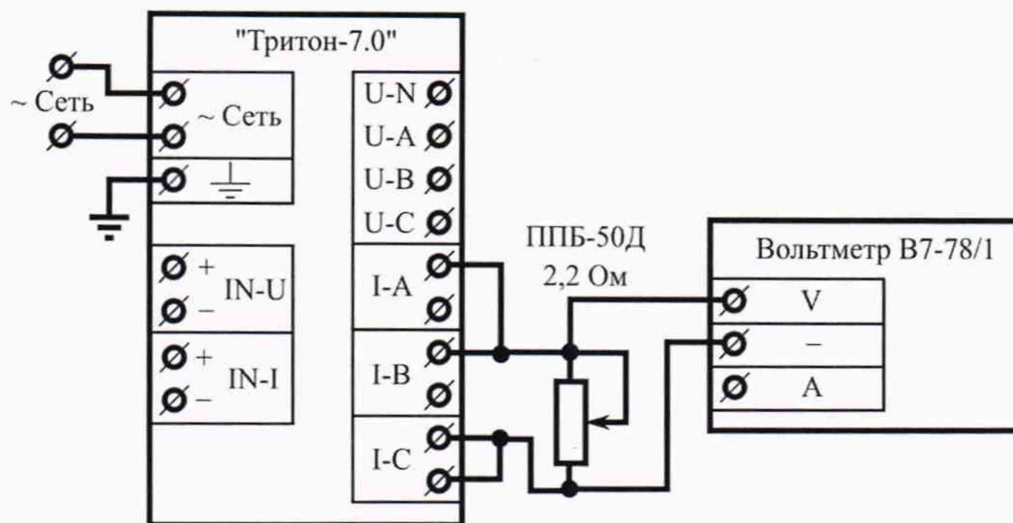 "Тритон-7.0"
~ Сеть
~ Сеть
U-N
U-A
U-B
U-C
+
–
IN-U
+
–
IN-I
I-A
I-B
I-C
ППБ-50Д
2,2 Ом
Вольтметр В7-78/1
V
–
A